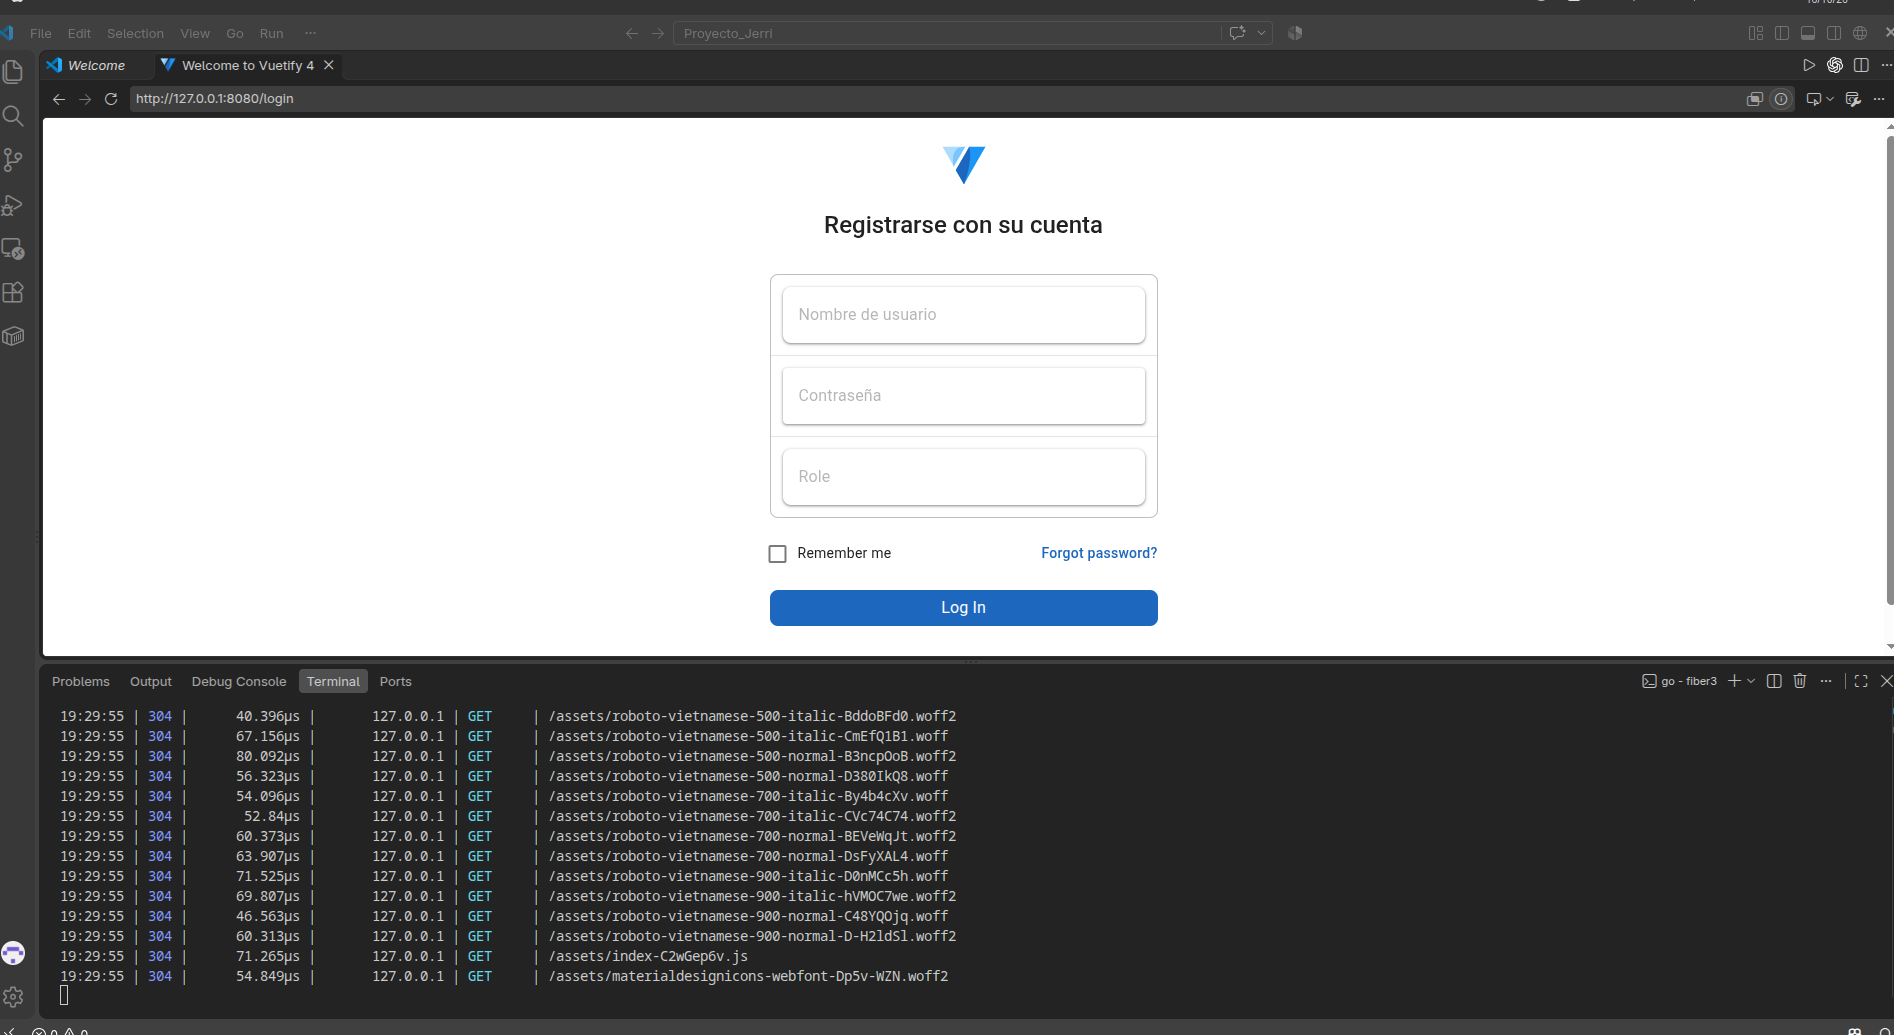 File Edit Selection View Go Run ···
Proyecto_Jerri
Welcome
Welcome to Vuetify 4
http://127.0.0.1:8080/login
Registrarse con su cuenta
Nombre de usuario
Contraseña
Role
Remember me
Forgot password?
Log In
Problems Output Debug Console Terminal Ports
go - fiber3
19:29:55 | 304 | 40.396µs | 127.0.0.1 | GET | /assets/roboto-vietnamese-500-italic-BddoBFd0.woff2
19:29:55 | 304 | 67.156µs | 127.0.0.1 | GET | /assets/roboto-vietnamese-500-italic-CmEfQ1B1.woff
19:29:55 | 304 | 80.092µs | 127.0.0.1 | GET | /assets/roboto-vietnamese-500-normal-B3ncpOoB.woff2
19:29:55 | 304 | 56.323µs | 127.0.0.1 | GET | /assets/roboto-vietnamese-500-normal-D380IkQ8.woff
19:29:55 | 304 | 54.096µs | 127.0.0.1 | GET | /assets/roboto-vietnamese-700-italic-By4b4cXv.woff
19:29:55 | 304 | 52.84µs | 127.0.0.1 | GET | /assets/roboto-vietnamese-700-italic-CVc74C74.woff2
19:29:55 | 304 | 60.373µs | 127.0.0.1 | GET | /assets/roboto-vietnamese-700-normal-BEVeWqJt.woff2
19:29:55 | 304 | 63.907µs | 127.0.0.1 | GET | /assets/roboto-vietnamese-700-normal-DsFyXAL4.woff
19:29:55 | 304 | 71.525µs | 127.0.0.1 | GET | /assets/roboto-vietnamese-900-italic-D0nMCc5h.woff
19:29:55 | 304 | 69.807µs | 127.0.0.1 | GET | /assets/roboto-vietnamese-900-italic-hVMOC7we.woff2
19:29:55 | 304 | 46.563µs | 127.0.0.1 | GET | /assets/roboto-vietnamese-900-normal-C48YQOjq.woff
19:29:55 | 304 | 60.313µs | 127.0.0.1 | GET | /assets/roboto-vietnamese-900-normal-D-H2ldSl.woff2
19:29:55 | 304 | 71.265µs | 127.0.0.1 | GET | /assets/index-C2wGep6v.js
19:29:55 | 304 | 54.849µs | 127.0.0.1 | GET | /assets/materialdesignicons-webfont-Dp5v-WZN.woff2